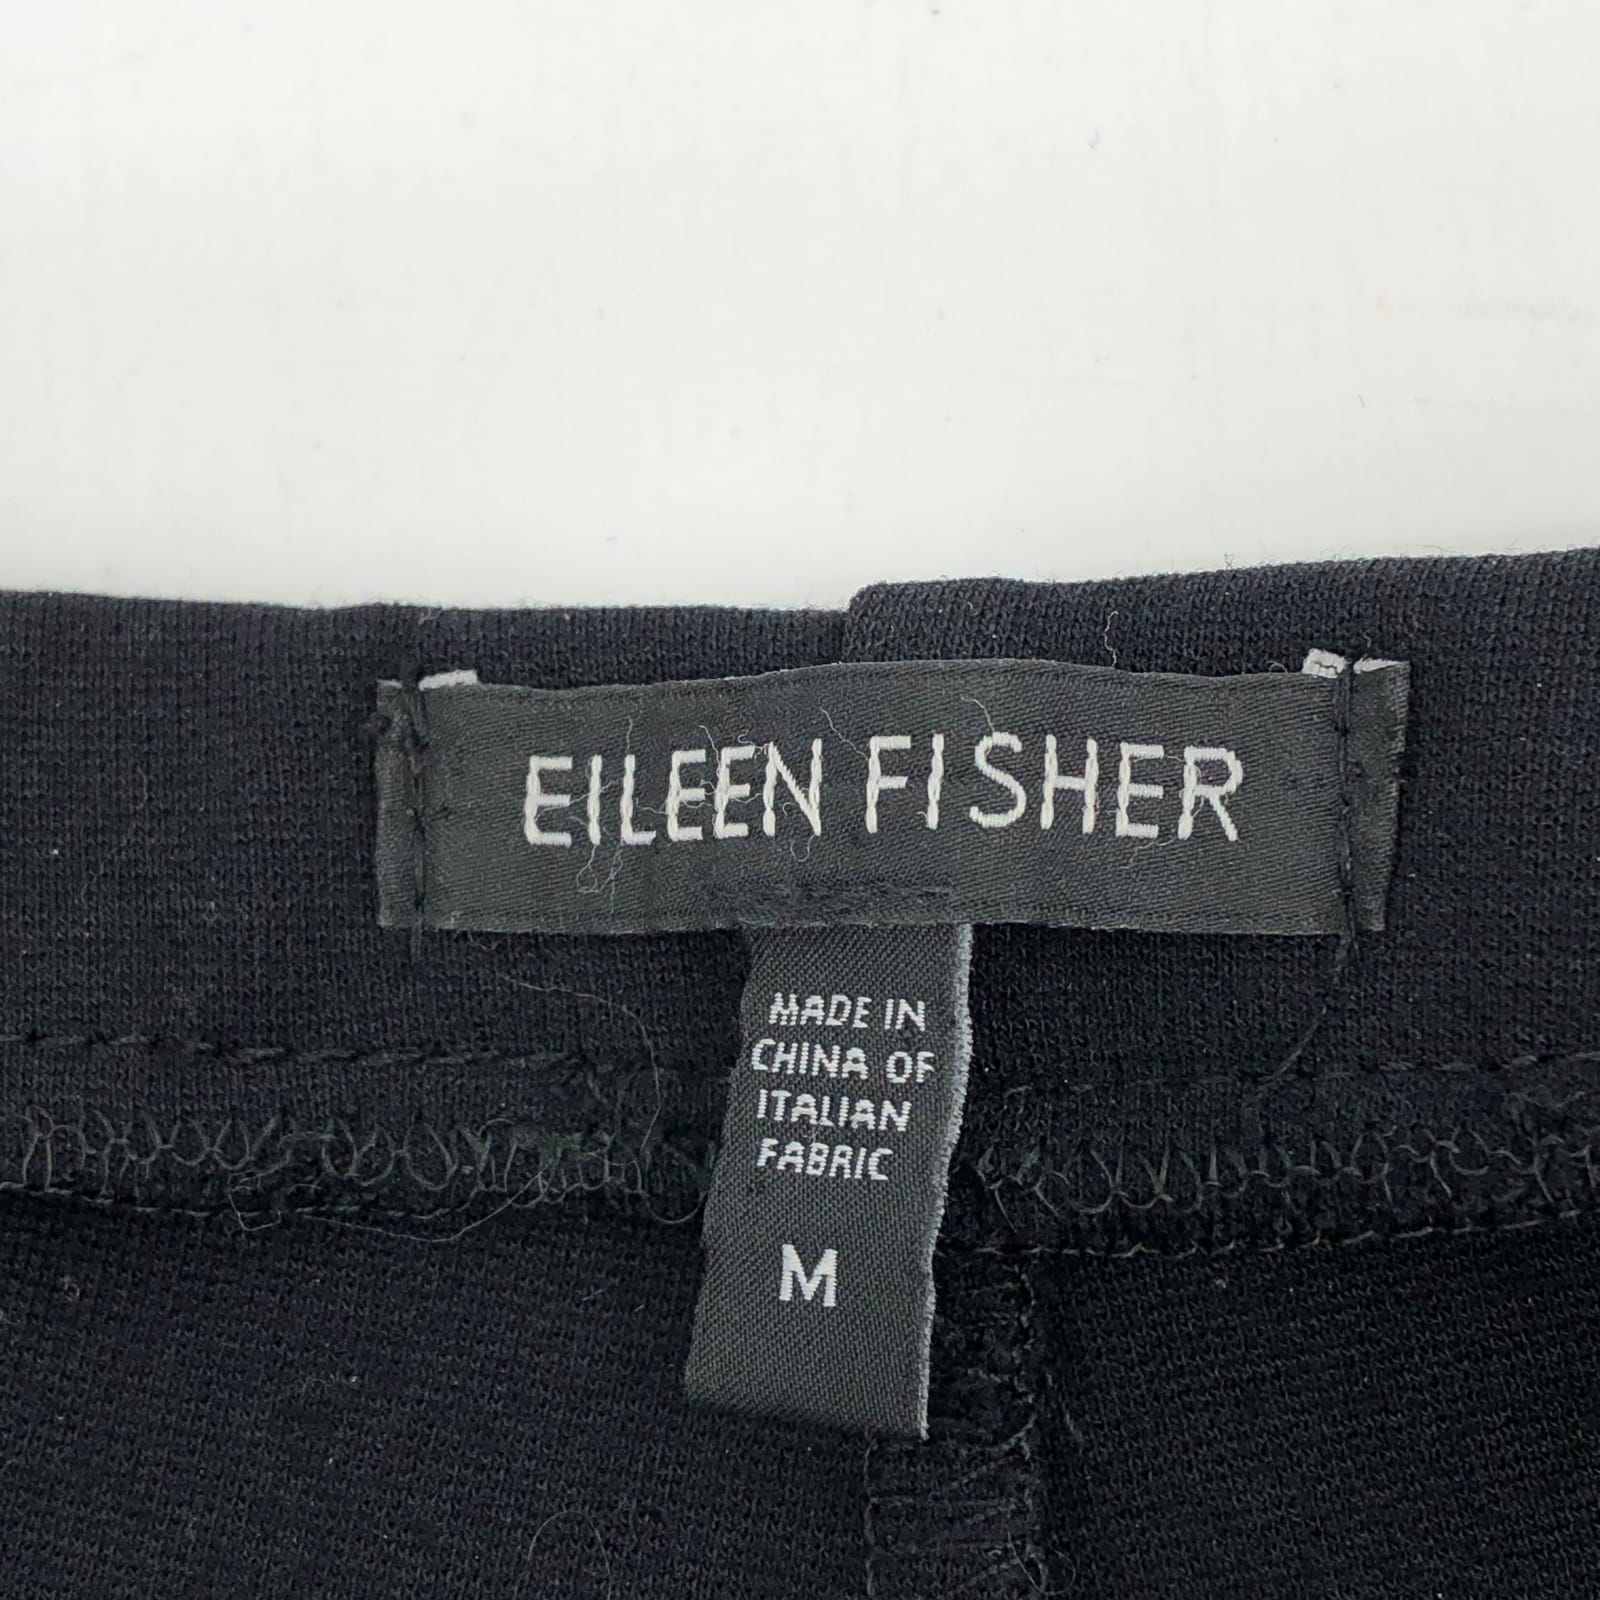 EILEEN FISHER
MADE IN
CHINA OF
ITALIAN
FABRIC
M